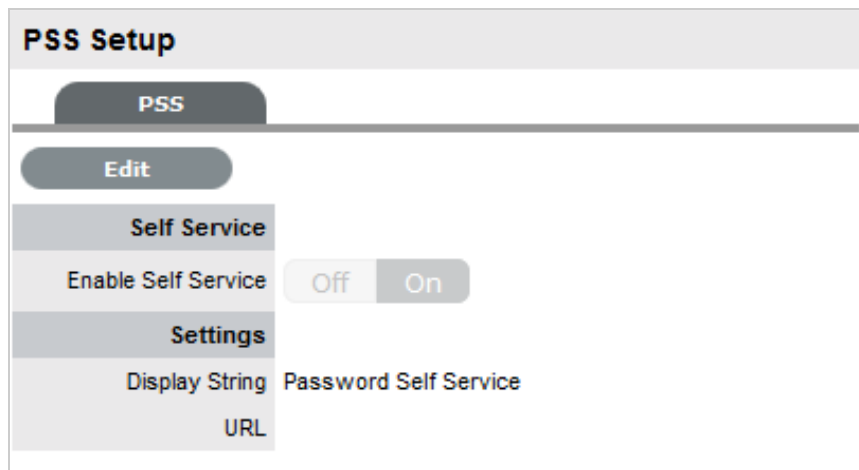 PSS Setup
PSS
Edit
Self Service
Enable Self Service Off On
Settings
Display String Password Self Service
URL